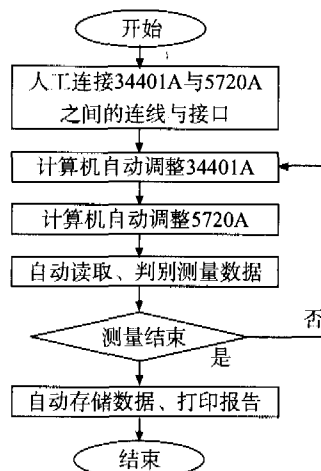 开始
人工连接34401A与5720A
之间的连线与接口
计算机自动调整34401A
计算机自动调整5720A
自动读取、判别测量数据
测量结束
否
是
自动存储数据、打印报告
结束